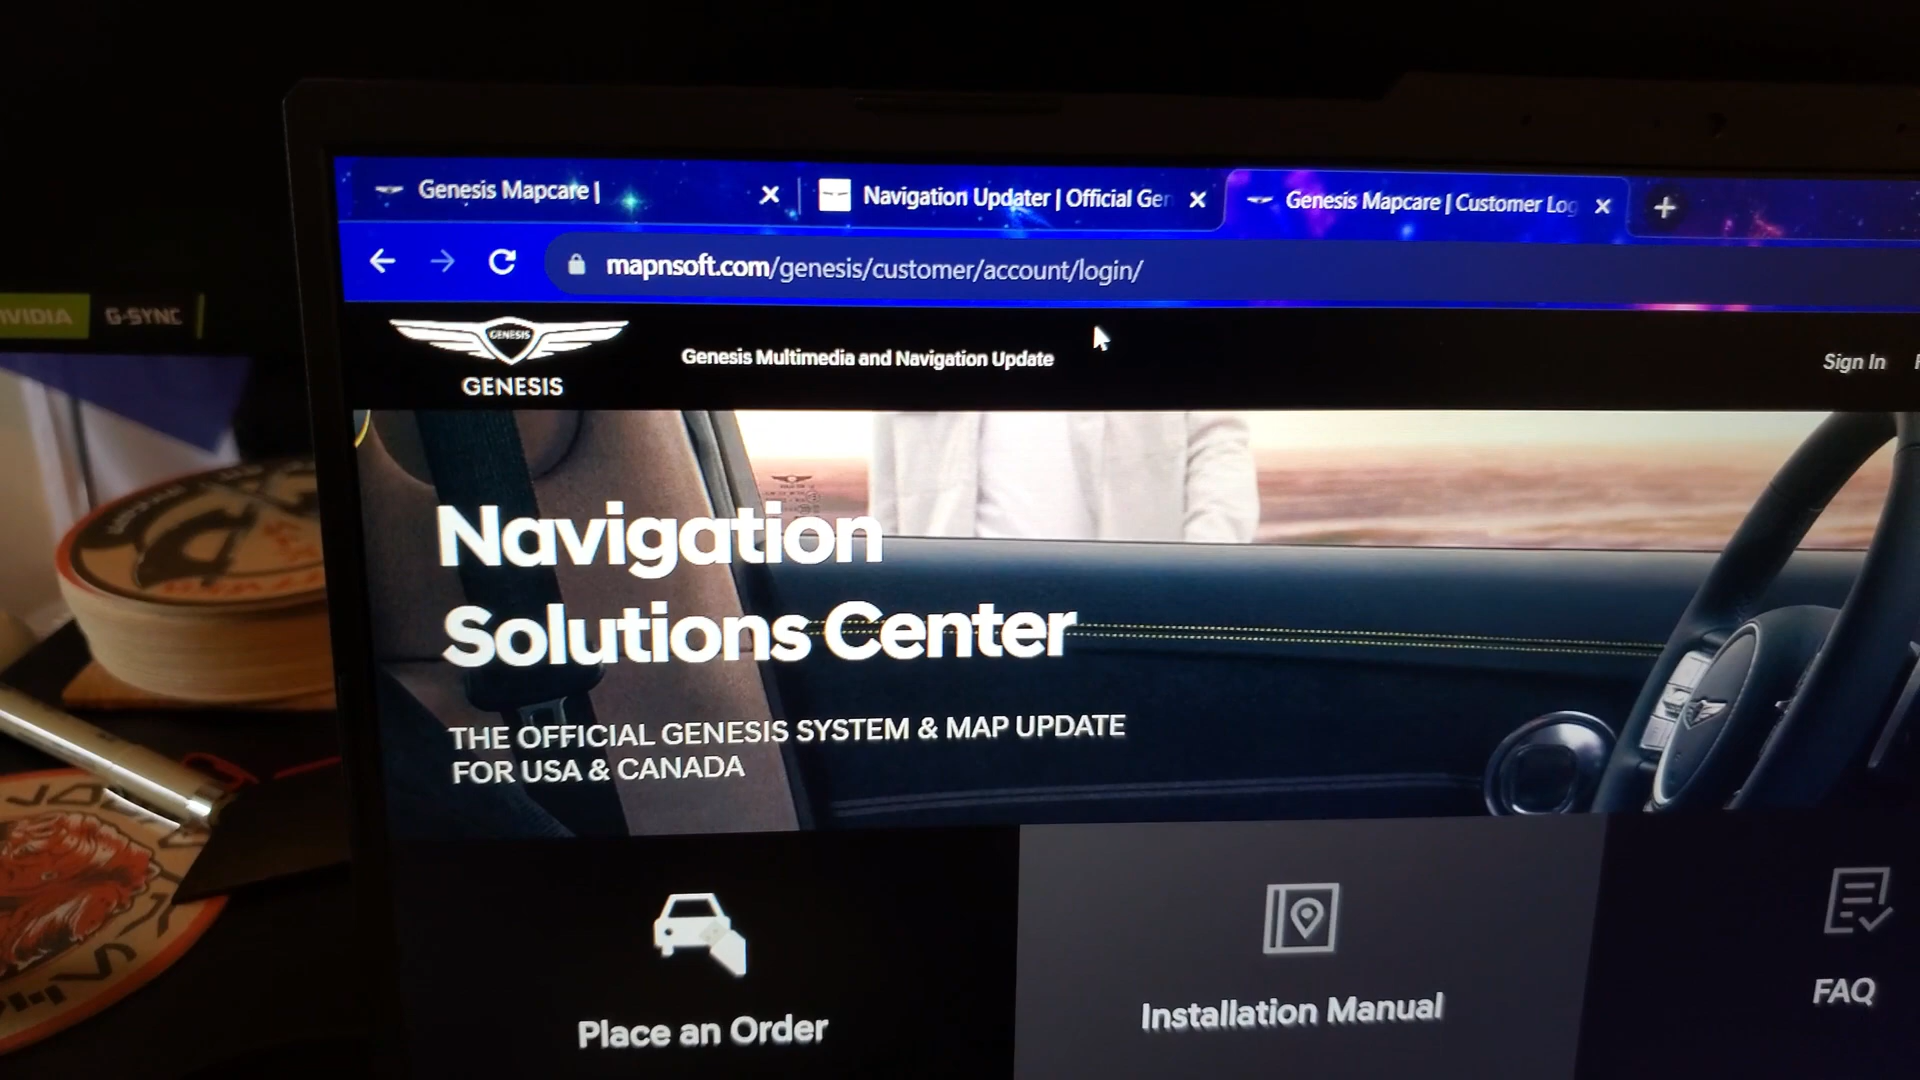 Genesis Mapcare |
Navigation Updater | Official Gen
Genesis Mapcare | Customer Log
mapnsoft.com/genesis/customer/account/login/
NVIDIA G-SYNC
GENESIS
GENESIS
Genesis Multimedia and Navigation Update
Sign In
Navigation
Solutions Center
THE OFFICIAL GENESIS SYSTEM & MAP UPDATE
FOR USA & CANADA
Place an Order
Installation Manual
FAQ